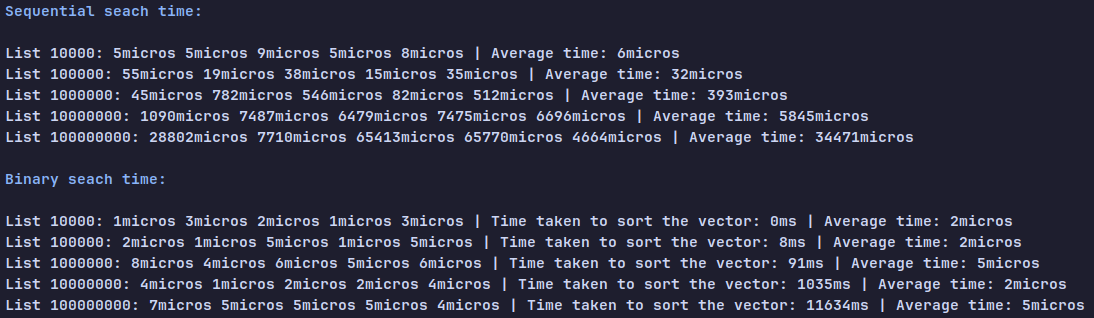 Sequential seach time:
List 10000: 5micros 5micros 9micros 5micros 8micros | Average time: 6micros
List 100000: 55micros 19micros 38micros 15micros 35micros | Average time: 32micros
List 1000000: 45micros 782micros 546micros 82micros 512micros | Average time: 393micros
List 10000000: 1090micros 7487micros 6479micros 7475micros 6696micros | Average time: 5845micros
List 100000000: 28802micros 7710micros 65413micros 65770micros 4664micros | Average time: 34471micros
Binary seach time:
List 10000: 1micros 3micros 2micros 1micros 3micros | Time taken to sort the vector: 0ms | Average time: 2micros
List 100000: 2micros 1micros 5micros 1micros 5micros | Time taken to sort the vector: 8ms | Average time: 2micros
List 1000000: 8micros 4micros 6micros 5micros 6micros | Time taken to sort the vector: 91ms | Average time: 5micros
List 10000000: 4micros 1micros 2micros 2micros 4micros | Time taken to sort the vector: 1035ms | Average time: 2micros
List 100000000: 7micros 5micros 5micros 5micros 4micros | Time taken to sort the vector: 11634ms | Average time: 5micros